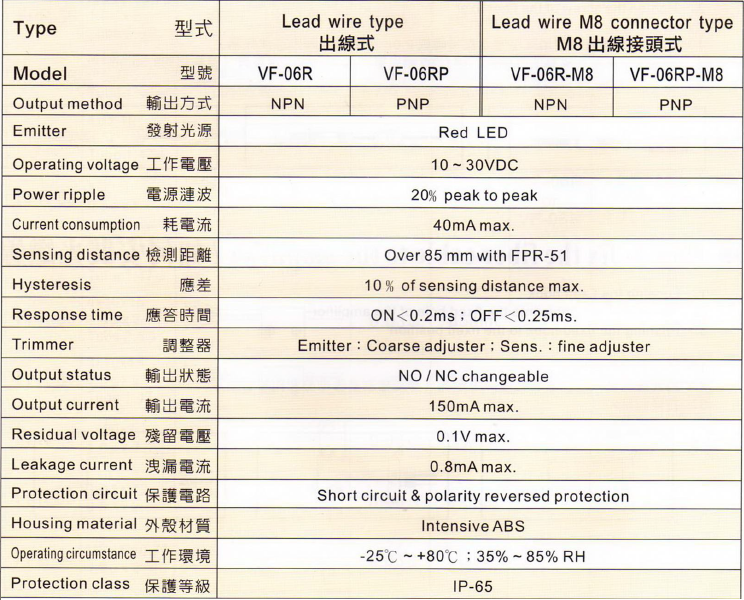 Type 型式 Lead wire type Lead wire M8 connector type
出線式 M8 出線接頭式
Model 型號 VF-06R VF-06RP VF-06R-M8 VF-06RP-M8
Output method 輸出方式 NPN PNP NPN PNP
Emitter 發射光源 Red LED
Operating voltage 工作電壓 10 ~ 30VDC
Power ripple 電源漣波 20% peak to peak
Current consumption 耗電流 40mA max.
Sensing distance 檢測距離 Over 85 mm with FPR-51
Hysteresis 應差 10 % of sensing distance max.
Response time 應答時間 ON<0.2ms；OFF<0.25ms.
Trimmer 調整器 Emitter：Coarse adjuster；Sens.：fine adjuster
Output status 輸出狀態 NO / NC changeable
Output current 輸出電流 150mA max.
Residual voltage 殘留電壓 0.1V max.
Leakage current 洩漏電流 0.8mA max.
Protection circuit 保護電路 Short circuit & polarity reversed protection
Housing material 外殼材質 Intensive ABS
Operating circumstance 工作環境 -25℃ ~ +80℃；35% ~ 85% RH
Protection class 保護等級 IP-65